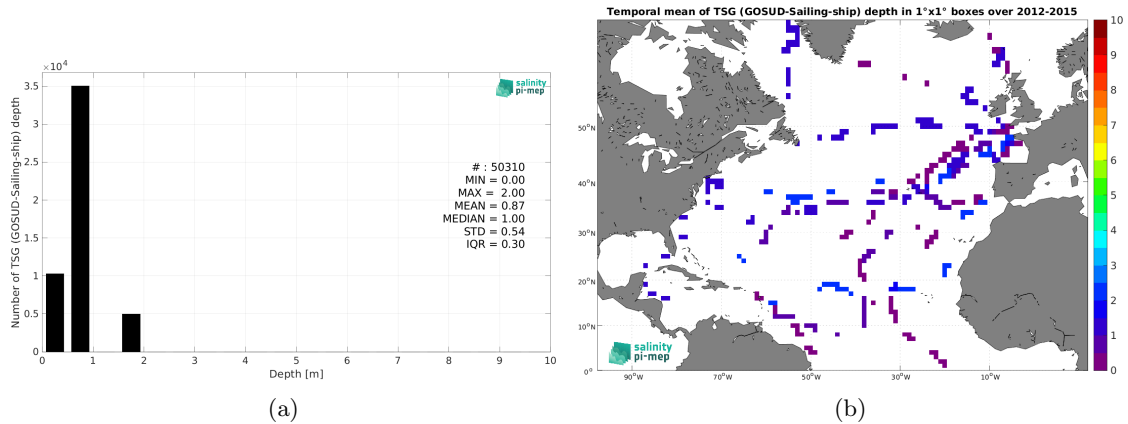 Temporal mean of TSG (GOSUD-Sailing-ship) depth in 1°x1° boxes over 2012-2015
×10⁴
3.5
3
2.5
2
1.5
1
0.5
0
Number of TSG (GOSUD-Sailing-ship) depth
salinity
pi-mep
# : 50310
MIN = 0.00
MAX = 2.00
MEAN = 0.87
MEDIAN = 1.00
STD = 0.54
IQR = 0.30
0 1 2 3 4 5 6 7 8 9 10
Depth [m]
(a)
50°N
40°N
30°N
20°N
10°N
0°
90°W 70°W 50°W 30°W 10°W
salinity
pi-mep
10
9
8
7
6
5
4
3
2
1
0
(b)